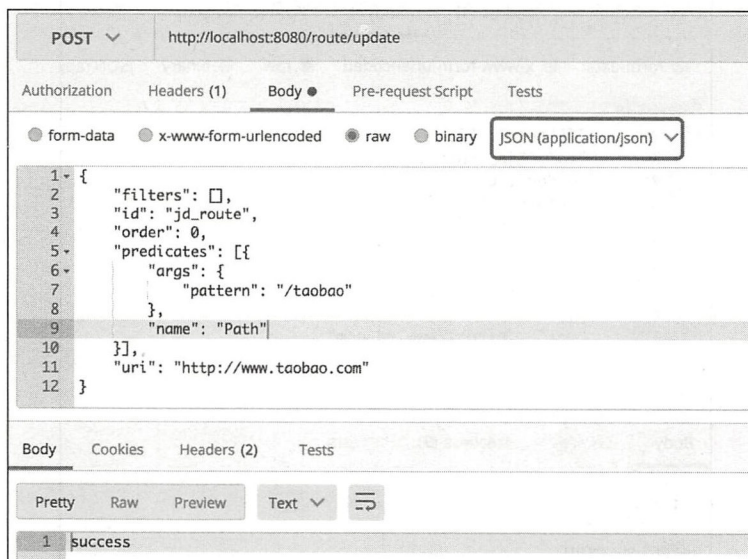 POST http://localhost:8080/route/update
Authorization Headers (1) Body Pre-request Script Tests
form-data x-www-form-urlencoded raw binary JSON (application/json)
1 {
2 "filters": [],
3 "id": "jd_route",
4 "order": 0,
5 "predicates": [{
6 "args": {
7 "pattern": "/taobao"
8 },
9 "name": "Path"
10 }],
11 "uri": "http://www.taobao.com"
12 }
Body Cookies Headers (2) Tests
Pretty Raw Preview Text
1 success